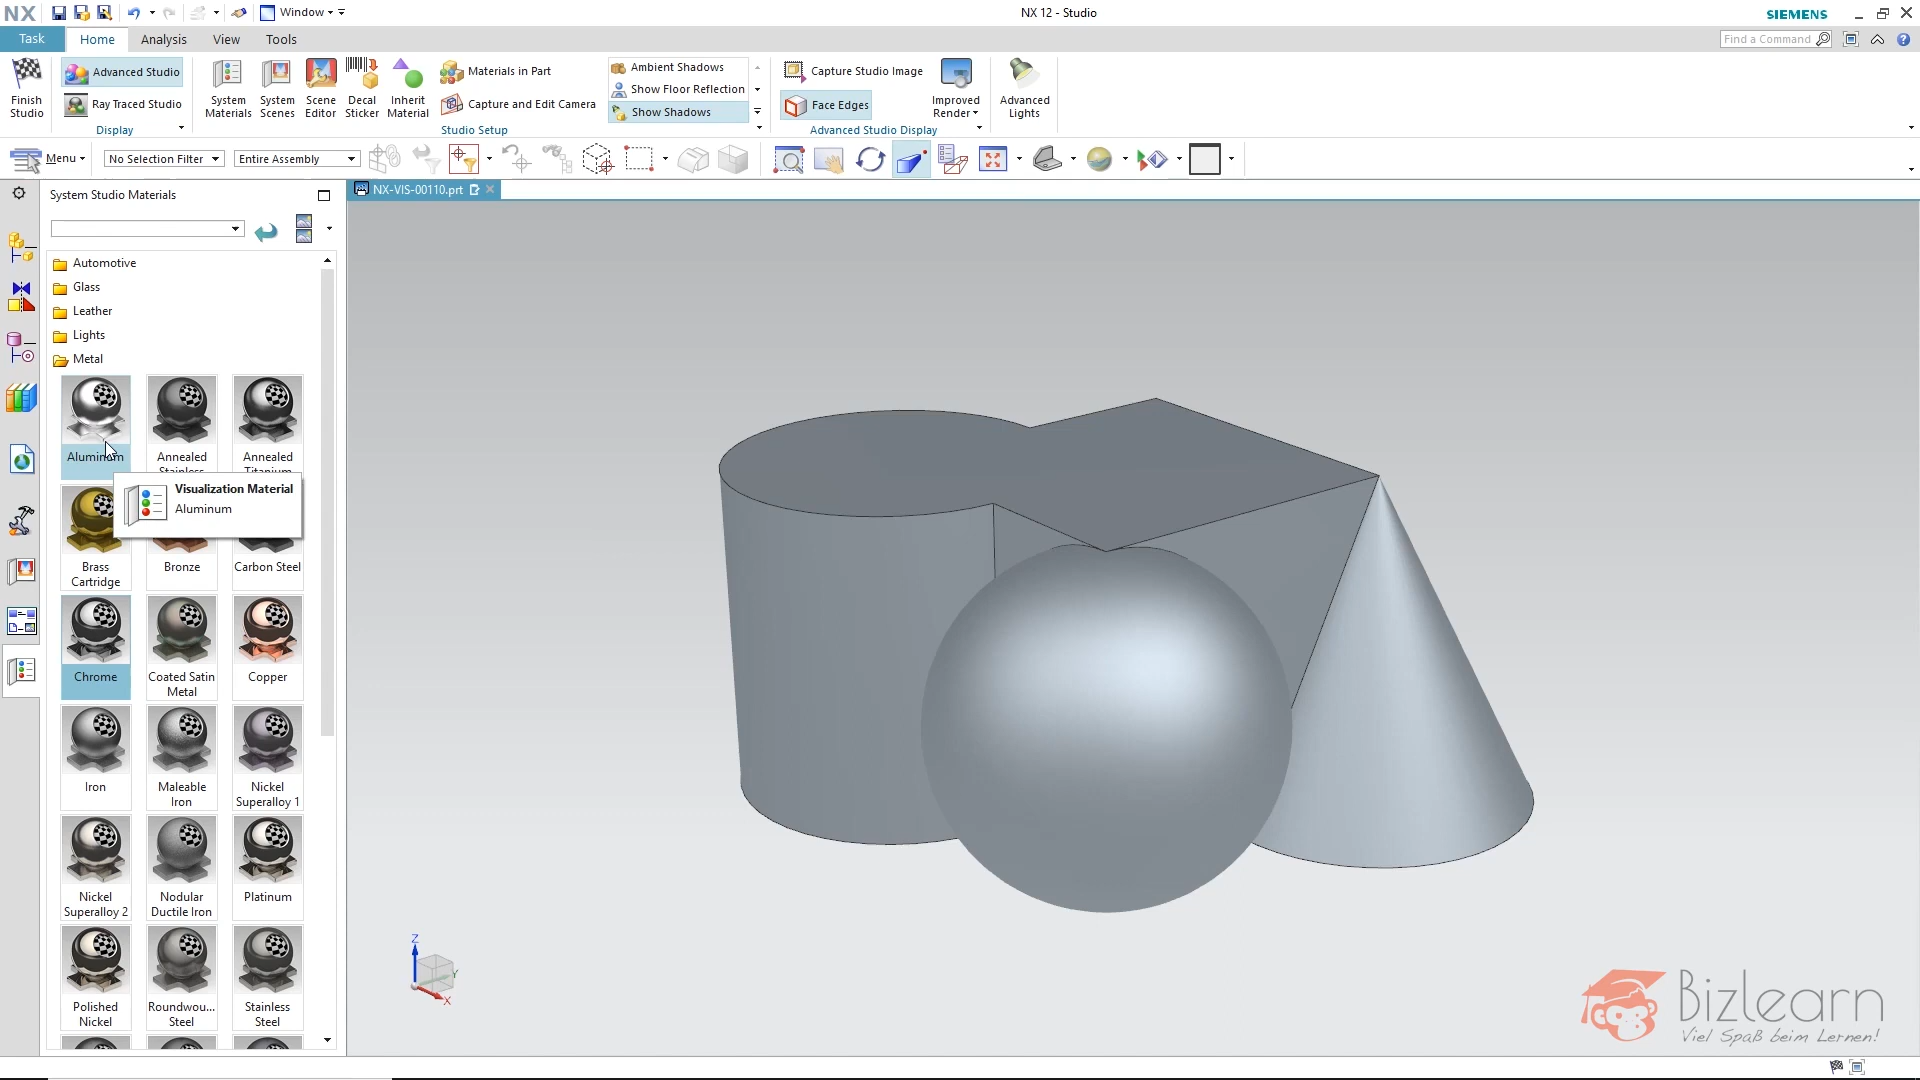 NX
Window
NX 12 - Studio
SIEMENS
Task
Home
Analysis
View
Tools
Find a Command
Finish Studio
Advanced Studio
Ray Traced Studio
Display
System Materials
System Scenes
Scene Editor
Decal Sticker
Inherit Material
Materials in Part
Capture and Edit Camera
Studio Setup
Ambient Shadows
Show Floor Reflection
Show Shadows
Capture Studio Image
Face Edges
Improved Render
Advanced Studio Display
Advanced Lights
Menu
No Selection Filter
Entire Assembly
System Studio Materials
NX-VIS-00110.prt
Automotive
Glass
Leather
Lights
Metal
Aluminum
Annealed Stainless
Annealed Titanium
Visualization Material
Aluminum
Brass Cartridge
Bronze
Carbon Steel
Chrome
Coated Satin Metal
Copper
Iron
Maleable Iron
Nickel Superalloy 1
Nickel Superalloy 2
Nodular Ductile Iron
Platinum
Polished Nickel
Roundwou... Steel
Stainless Steel
Z
Y
X
Bizlearn
Viel Spaß beim Lernen!